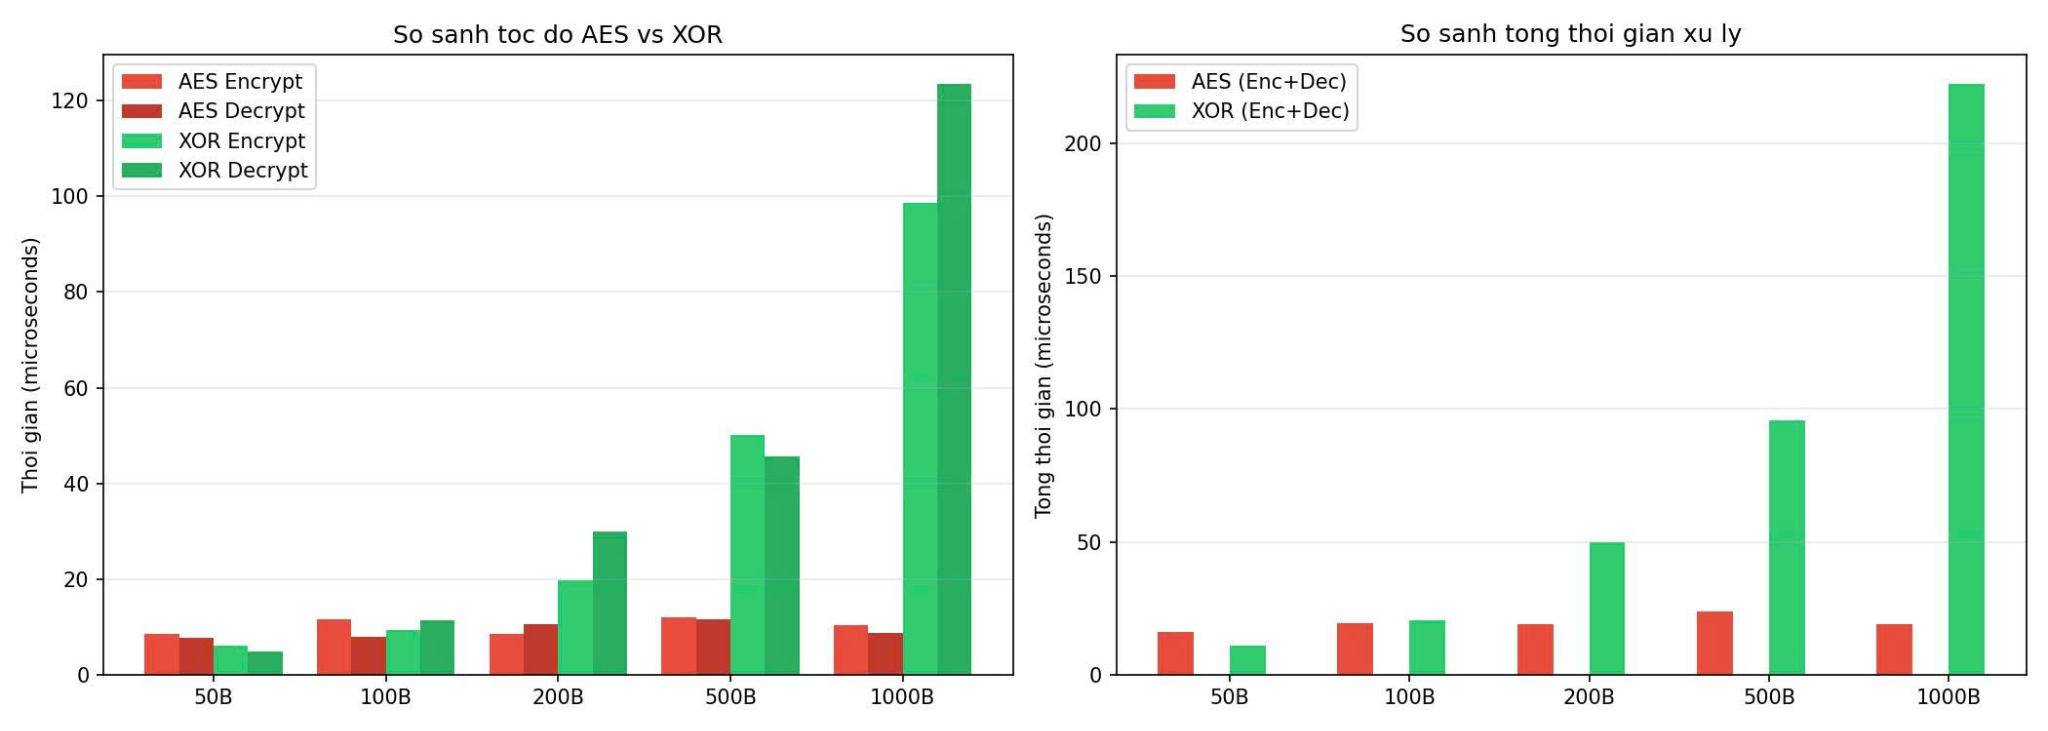 So sanh toc do AES vs XOR
AES Encrypt
AES Decrypt
XOR Encrypt
XOR Decrypt
Thoi gian (microseconds)
120
100
80
60
40
20
0
50B
100B
200B
500B
1000B
So sanh tong thoi gian xu ly
AES (Enc+Dec)
XOR (Enc+Dec)
Tong thoi gian (microseconds)
200
150
100
50
0
50B
100B
200B
500B
1000B